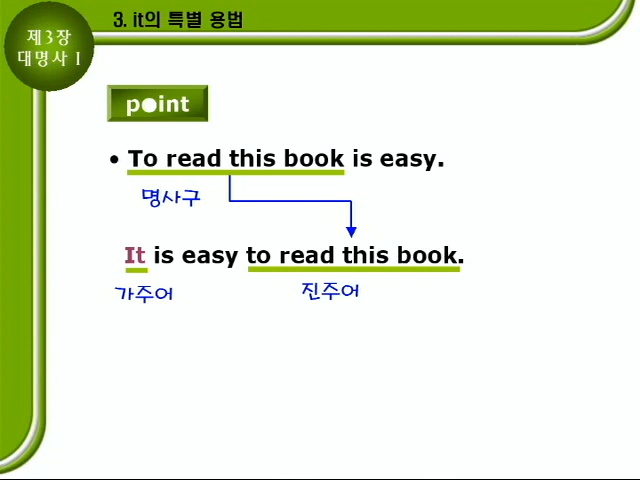 3. it의 특별 용법
제3장
대명사 I
point
• To read this book is easy.
명사구
It is easy to read this book.
가주어 진주어